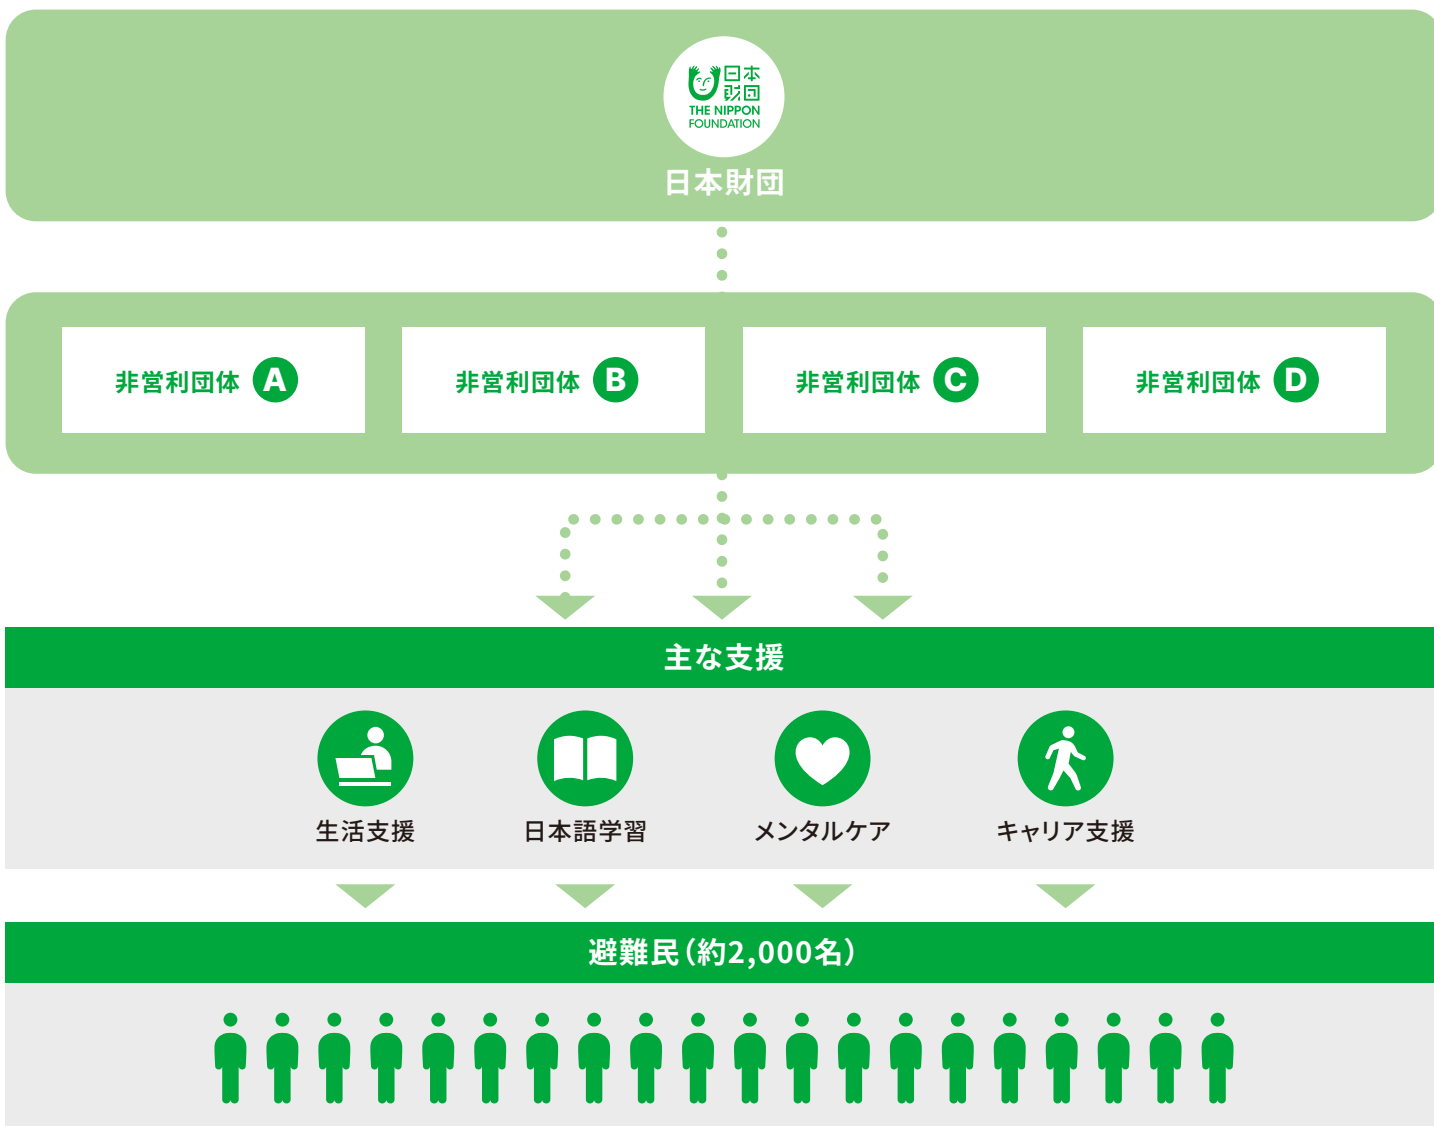 日本
財団
THE NIPPON
FOUNDATION
日本財団
非営利団体 A
非営利団体 B
非営利団体 C
非営利団体 D
主な支援
生活支援
日本語学習
メンタルケア
キャリア支援
避難民（約2,000名）